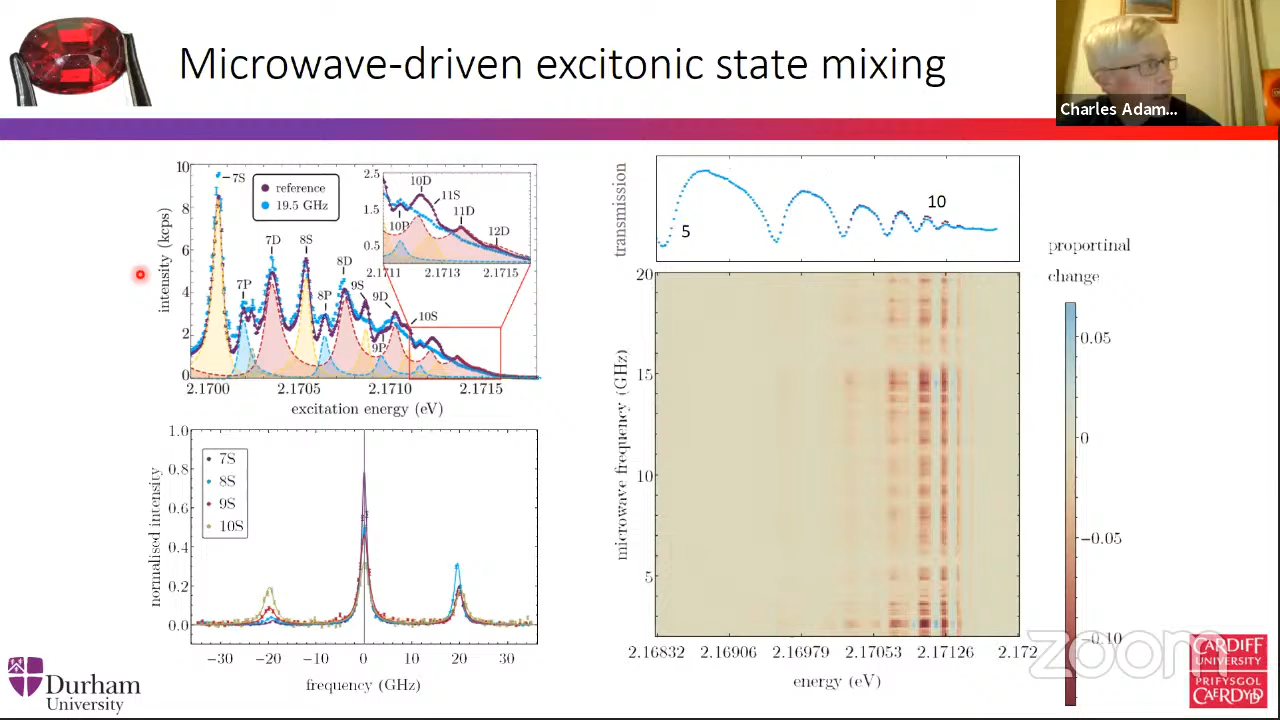 Microwave-driven excitonic state mixing
Charles Adam...
intensity (kcps)
10
8
6
4
2
0
7S
reference
19.5 GHz
7P
7D
8S
8P
8D
9S
9P
9D
10S
2.5
1.5
0.5
10P
10D
11S
11D
12D
2.1711
2.1713
2.1715
2.1700
2.1705
2.1710
2.1715
excitation energy (eV)
normalised intensity
1.0
0.8
0.6
0.4
0.2
0.0
7S
8S
9S
10S
−30
−20
−10
0
10
20
30
frequency (GHz)
transmission
5
10
microwave frequency (GHz)
20
15
10
5
2.16832
2.16906
2.16979
2.17053
2.17126
2.172
energy (eV)
proportinal
change
0.05
0
−0.05
−0.10
zoom
Durham
University
CARDIFF
UNIVERSITY
PRIFYSGOL
CAERDYDD